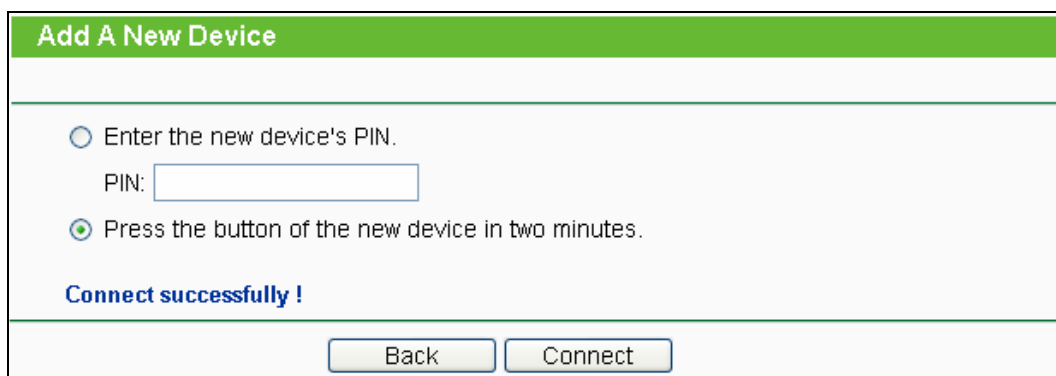 Add A New Device
Enter the new device's PIN.
PIN:
Press the button of the new device in two minutes.
Connect successfully !
Back Connect